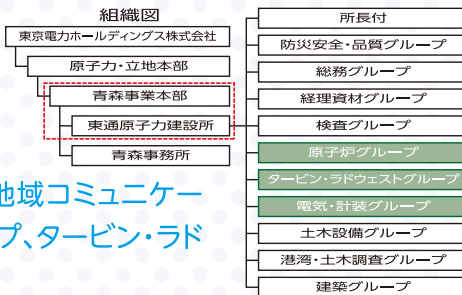 組織図
東京電力ホールディングス株式会社
原子力・立地本部
青森事業本部
東通原子力建設所
青森事務所
所長付
防災安全・品質グループ
総務グループ
経理資材グループ
検査グループ
原子炉グループ
タービン・ラドウェストグループ
電気・計装グループ
土木設備グループ
港湾・土木調査グループ
建築グループ
地域コミュニケー
プ、タービン・ラド